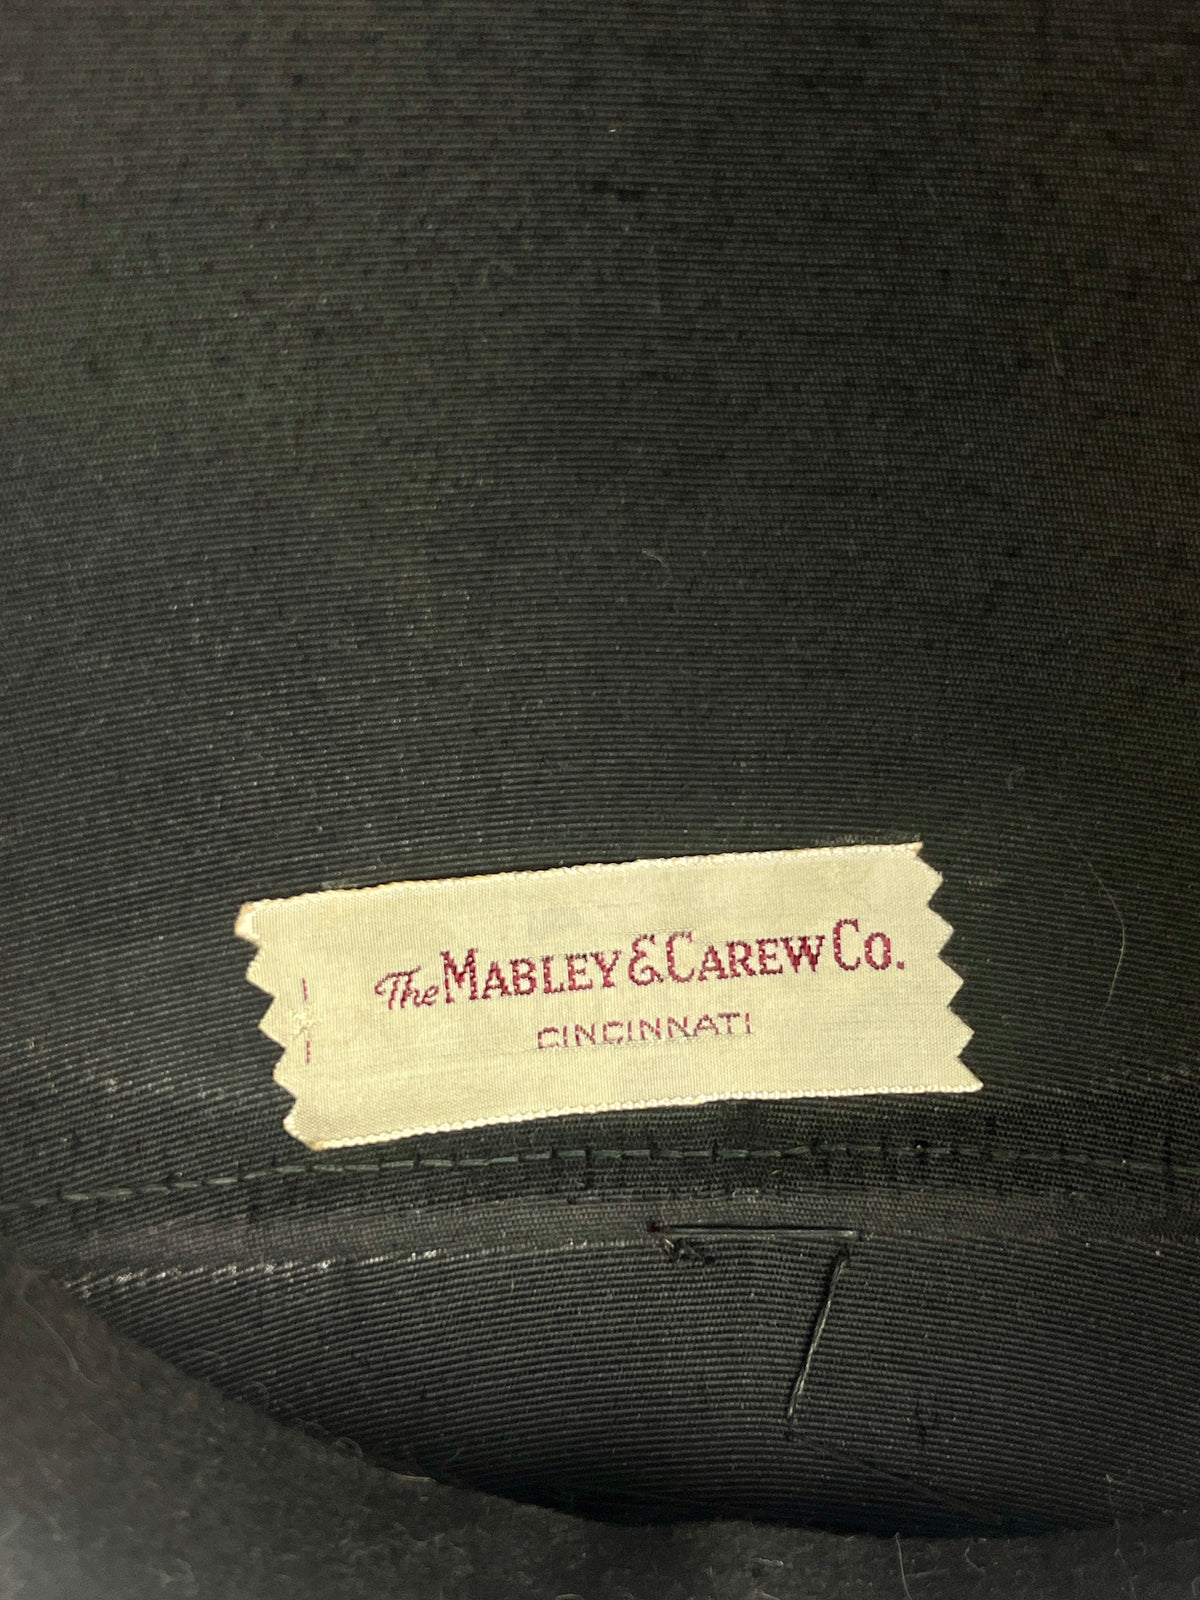 The MABLEY & CAREW CO.
CINCINNATI